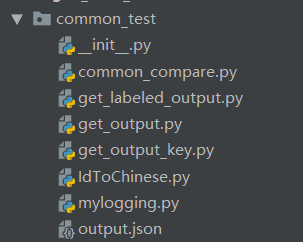 common_test
__init__.py
common_compare.py
get_labeled_output.py
get_output.py
get_output_key.py
IdToChinese.py
mylogging.py
output.json